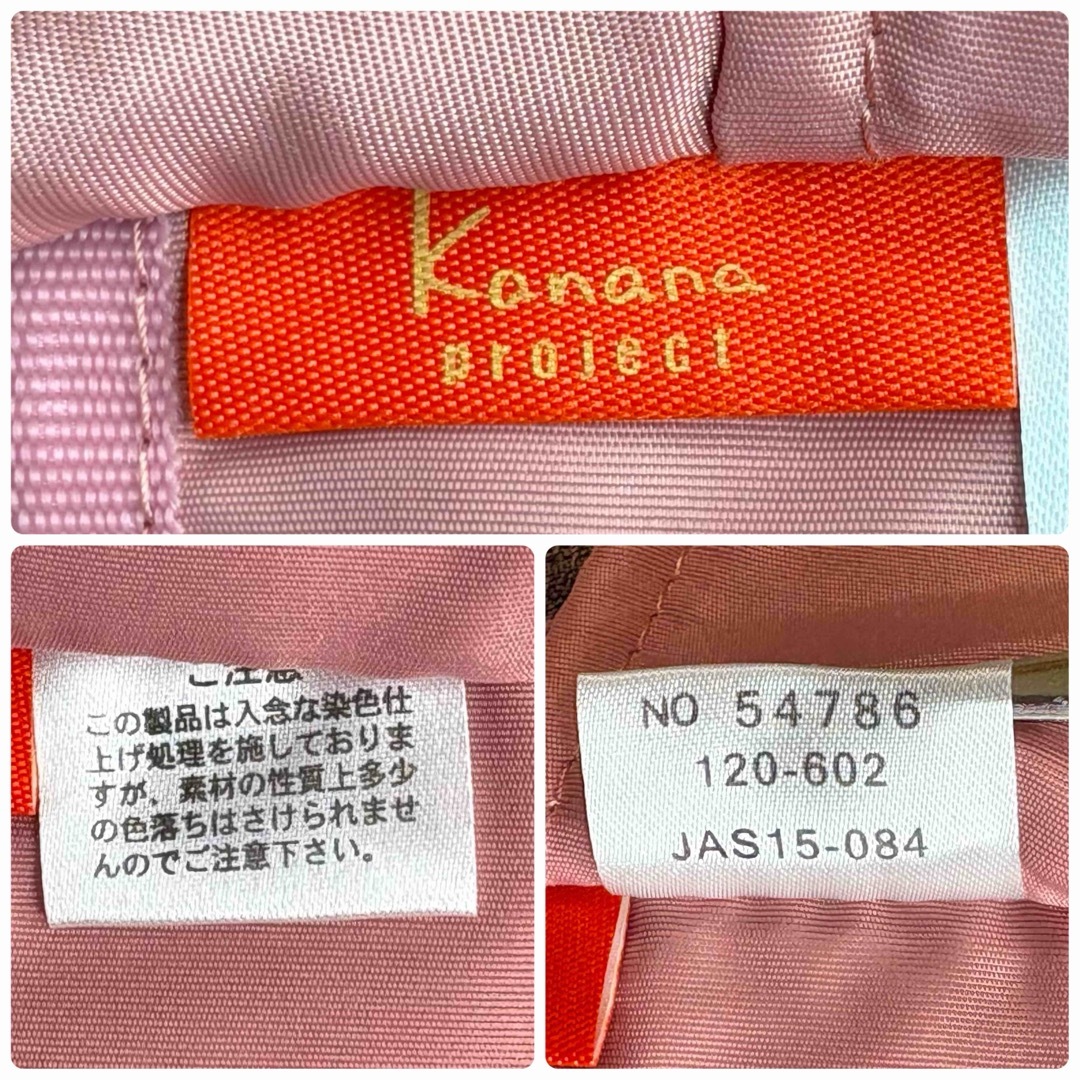 Kanana
project
ご注意
この製品は入念な染色仕
上げ処理を施しておりま
すが、素材の性質上多少
の色落ちはさけられませ
んのでご注意下さい。
NO 54786
120-602
JAS15-084